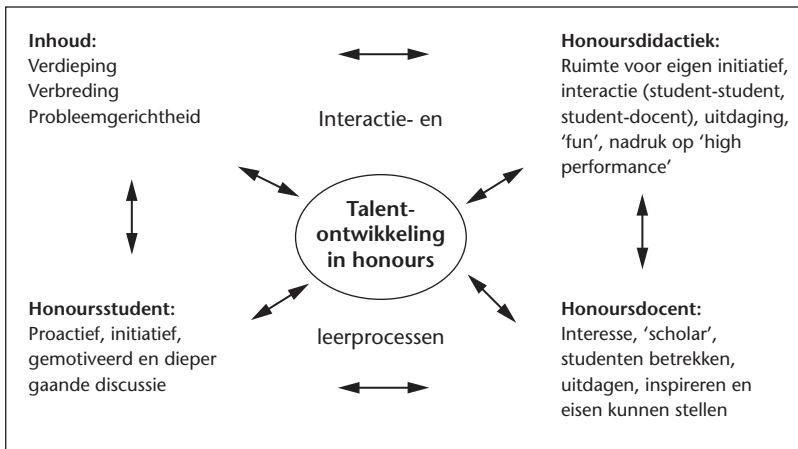 Inhoud:
Verdieping
Verbreding
Probleemgerichtheid
Interactie- en
Honoursdidactiek:
Ruimte voor eigen initiatief,
interactie (student-student,
student-docent), uitdaging,
‘fun’, nadruk op ‘high
performance’
Talent-
ontwikkeling
in honours
Honoursstudent:
Proactief, initiatief,
gemotiveerd en dieper
gaande discussie
leerprocessen
Honoursdocent:
Interesse, ‘scholar’,
studenten betrekken,
uitdagen, inspireren en
eisen kunnen stellen